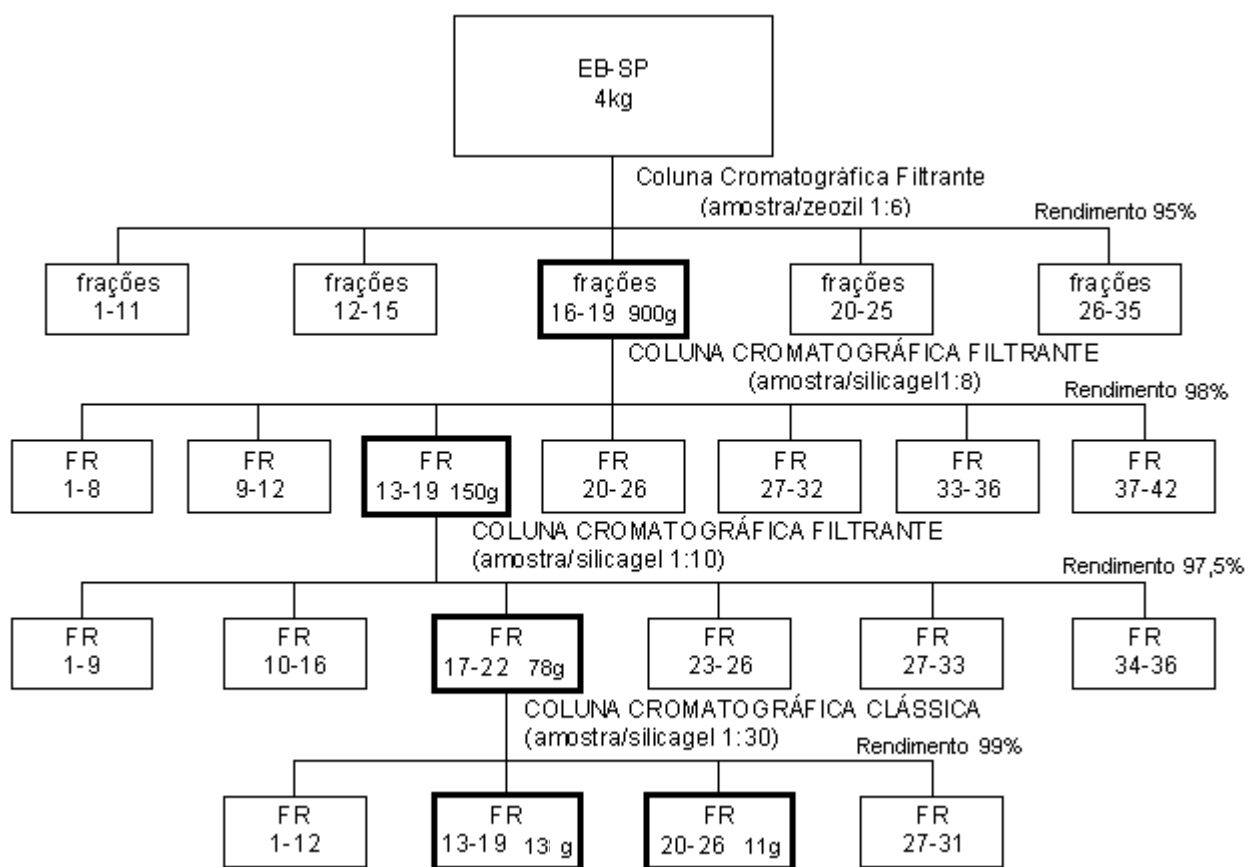 EB-SP
4kg
Coluna Cromatográfica Filtrante
(amostra/zeozil 1:6)
Rendimento 95%
frações
1-11
frações
12-15
frações
16-19 900g
frações
20-25
frações
26-35
COLUNA CROMATOGRÁFICA FILTRANTE
(amostra/silicagel1:8)
Rendimento 98%
FR
1-8
FR
9-12
FR
13-19 150g
FR
20-26
FR
27-32
FR
33-36
FR
37-42
COLUNA CROMATOGRÁFICA FILTRANTE
(amostra/silicagel 1:10)
Rendimento 97,5%
FR
1-9
FR
10-16
FR
17-22 78g
FR
23-26
FR
27-33
FR
34-36
COLUNA CROMATOGRÁFICA CLÁSSICA
(amostra/silicagel 1:30)
Rendimento 99%
FR
1-12
FR
13-19 13 g
FR
20-26 11g
FR
27-31